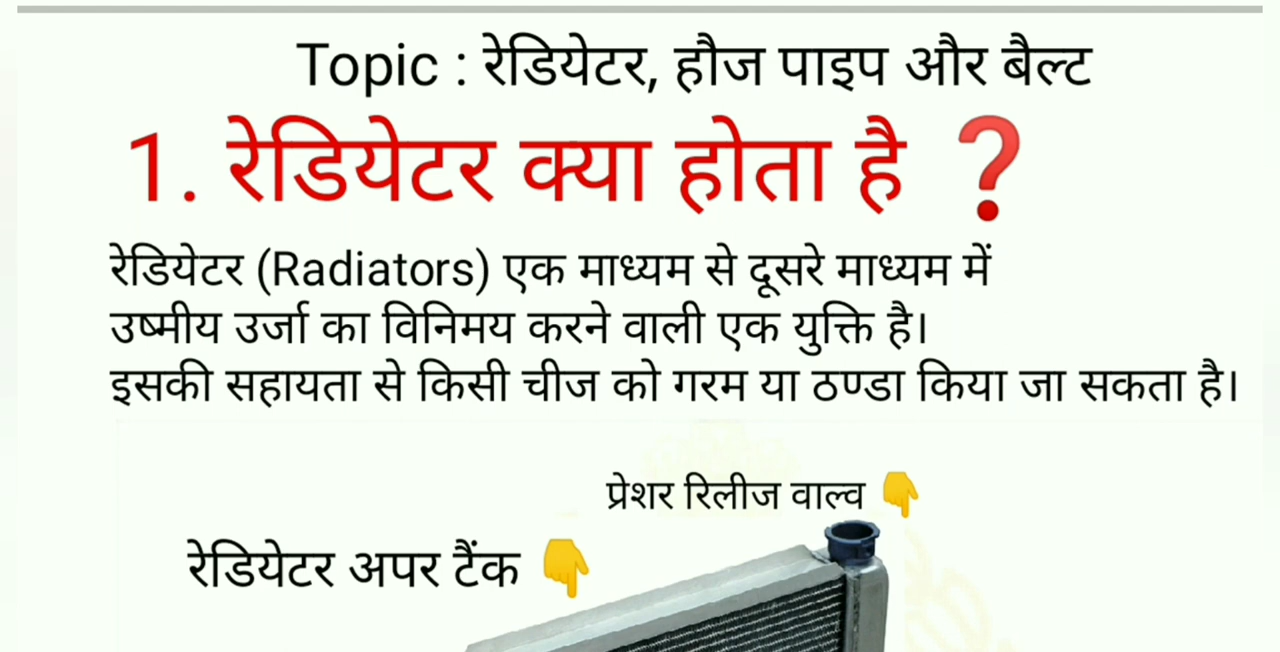 Topic : रेडियेटर, हौज पाइप और बैल्ट
1. रेडियेटर क्या होता है ❓
रेडियेटर (Radiators) एक माध्यम से दूसरे माध्यम में
उष्मीय उर्जा का विनिमय करने वाली एक युक्ति है।
इसकी सहायता से किसी चीज को गरम या ठण्डा किया जा सकता है।
प्रेशर रिलीज वाल्व 👇
रेडियेटर अपर टैंक 👇